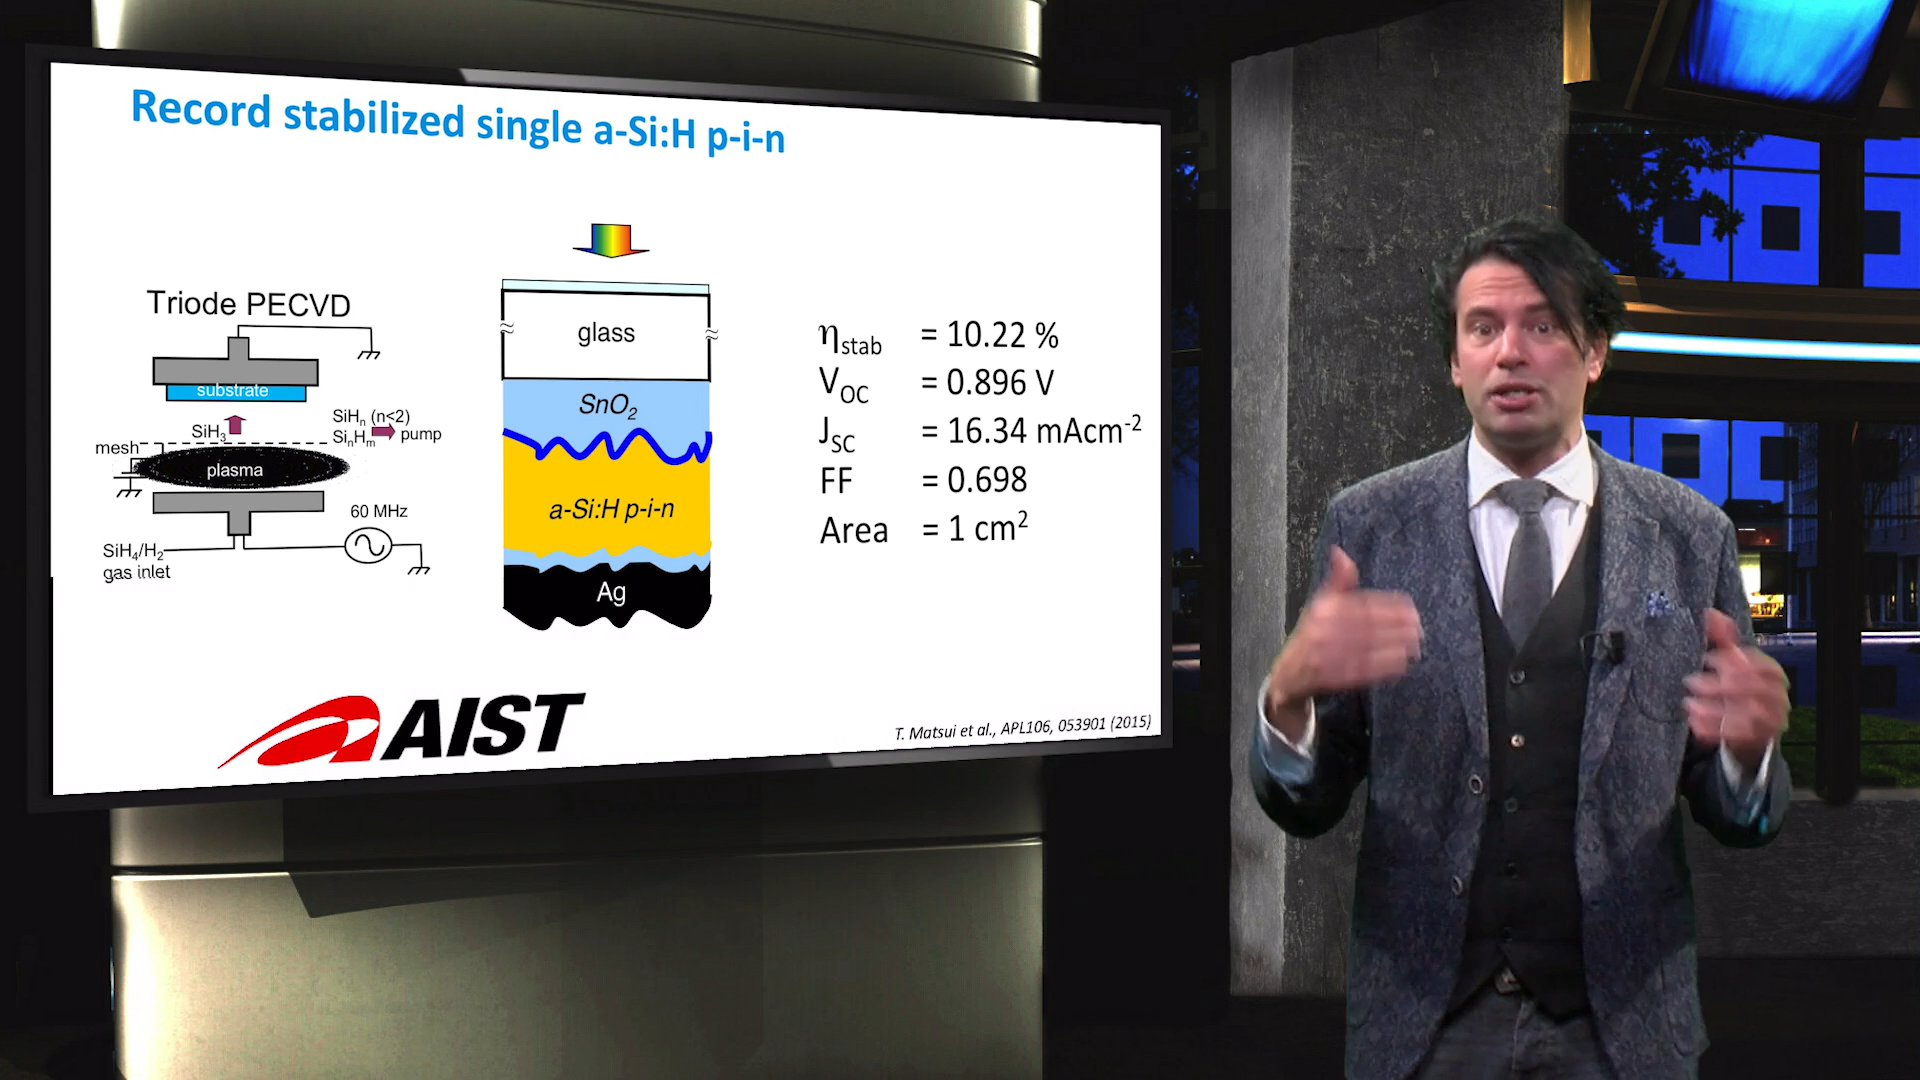 Record stabilized single a-Si:H p-i-n
Triode PECVD
substrate
SiH₃
SiHₙ (n<2)
SiₙHₘ
pump
mesh
plasma
60 MHz
SiH₄/H₂
gas inlet
glass
SnO₂
a-Si:H p-i-n
Ag
ηstab = 10.22 %
VOC = 0.896 V
JSC = 16.34 mAcm⁻²
FF = 0.698
Area = 1 cm²
AIST
T. Matsui et al., APL106, 053901 (2015)